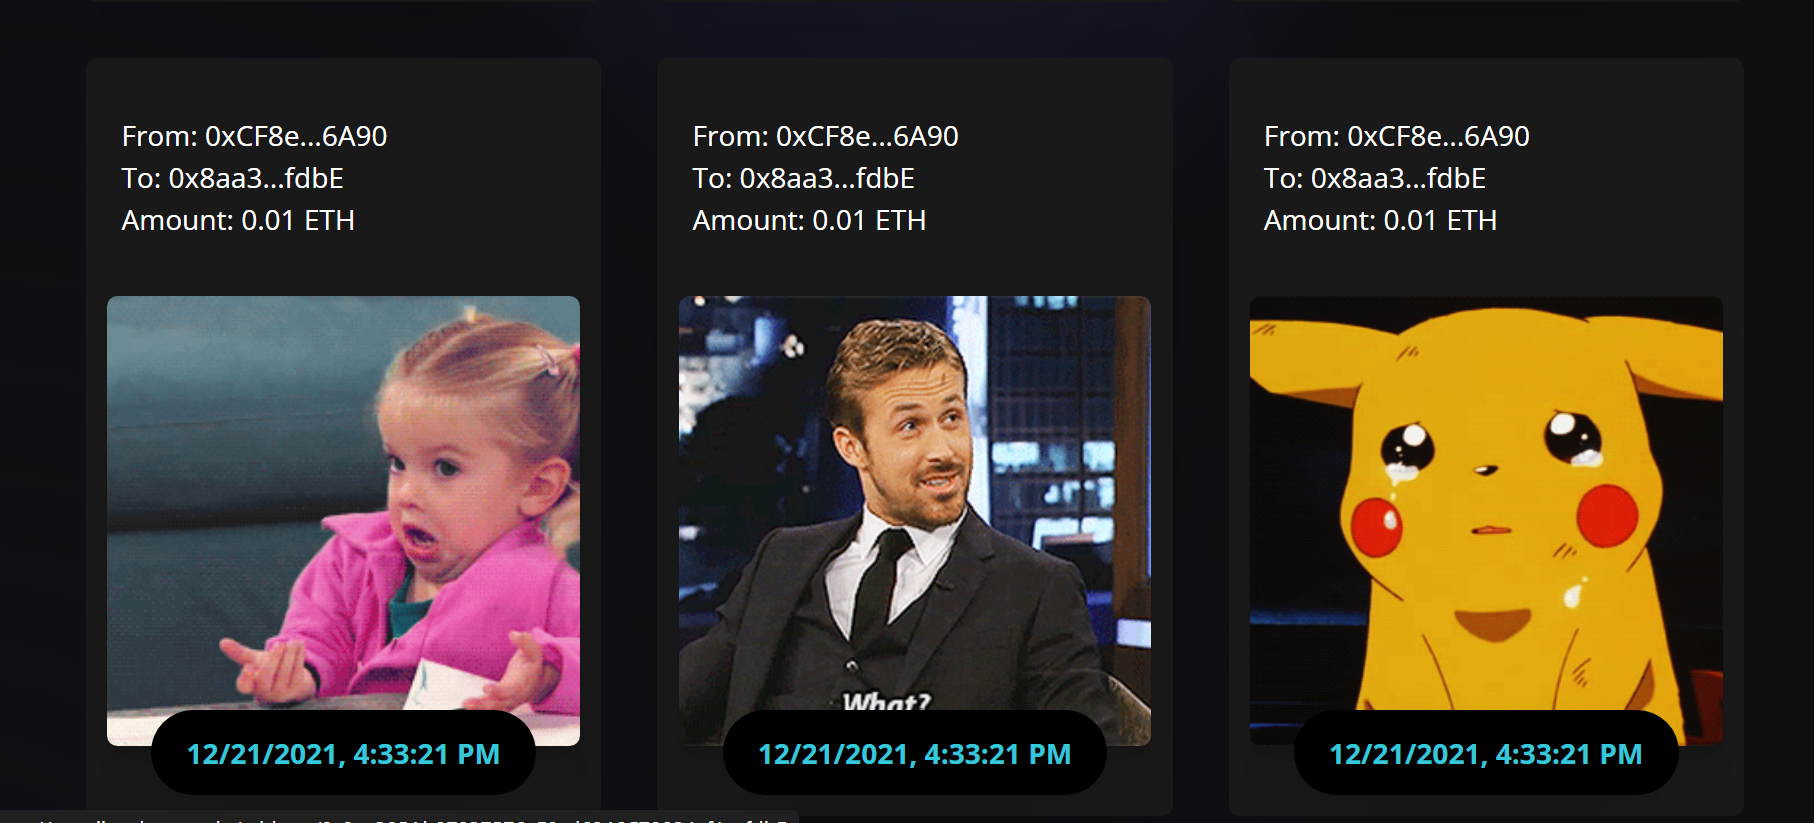 From: 0xCF8e...6A90
To: 0x8aa3...fdbE
Amount: 0.01 ETH
12/21/2021, 4:33:21 PM
From: 0xCF8e...6A90
To: 0x8aa3...fdbE
Amount: 0.01 ETH
What?
12/21/2021, 4:33:21 PM
From: 0xCF8e...6A90
To: 0x8aa3...fdbE
Amount: 0.01 ETH
12/21/2021, 4:33:21 PM